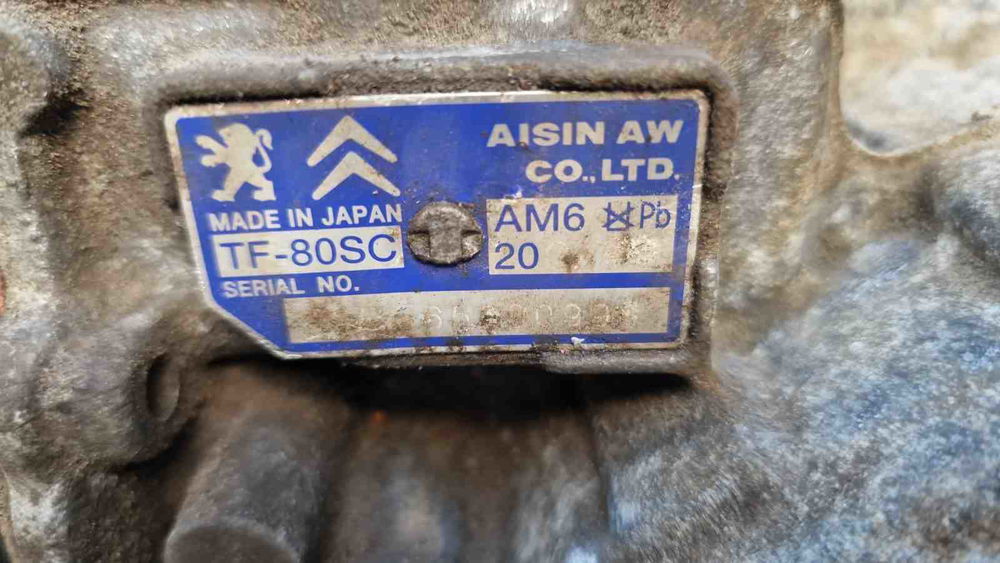 AISIN AW
CO.,LTD.
MADE IN JAPAN
TF-80SC
AM6 Pb
20
SERIAL NO.